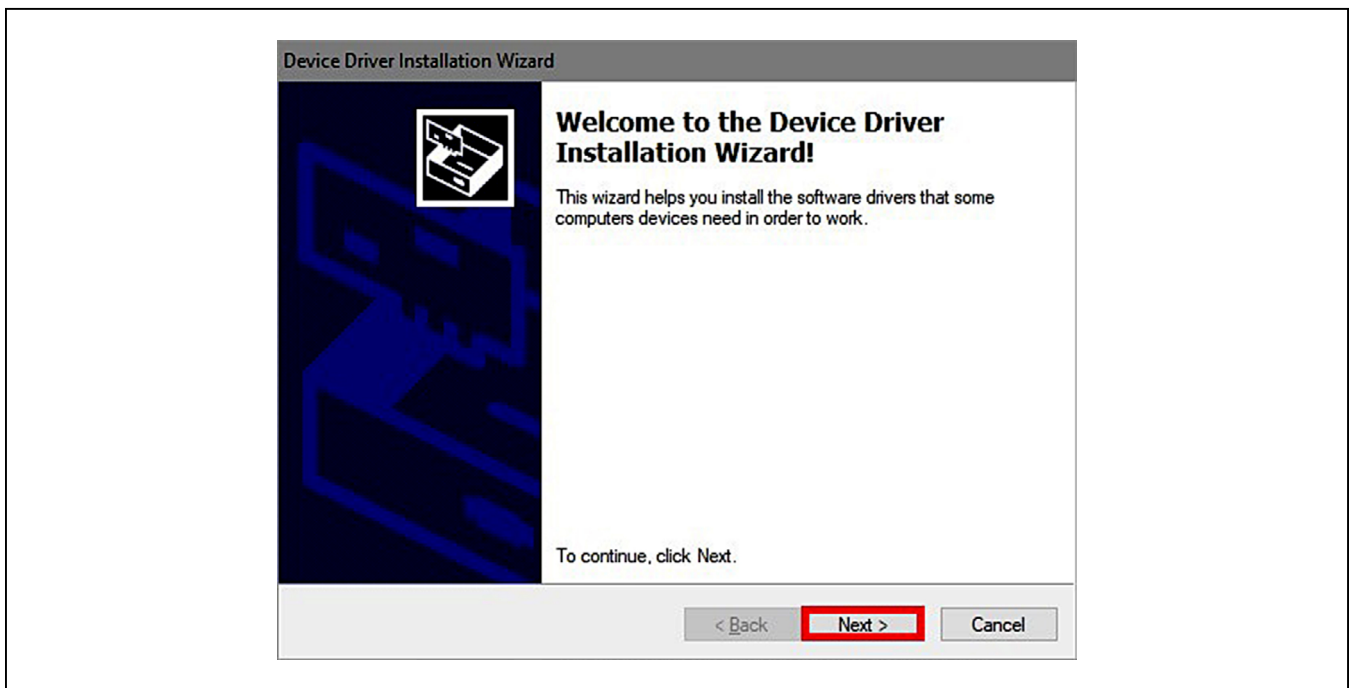 Device Driver Installation Wizard
Welcome to the Device Driver
Installation Wizard!
This wizard helps you install the software drivers that some
computers devices need in order to work.
To continue, click Next.
< Back
Next >
Cancel